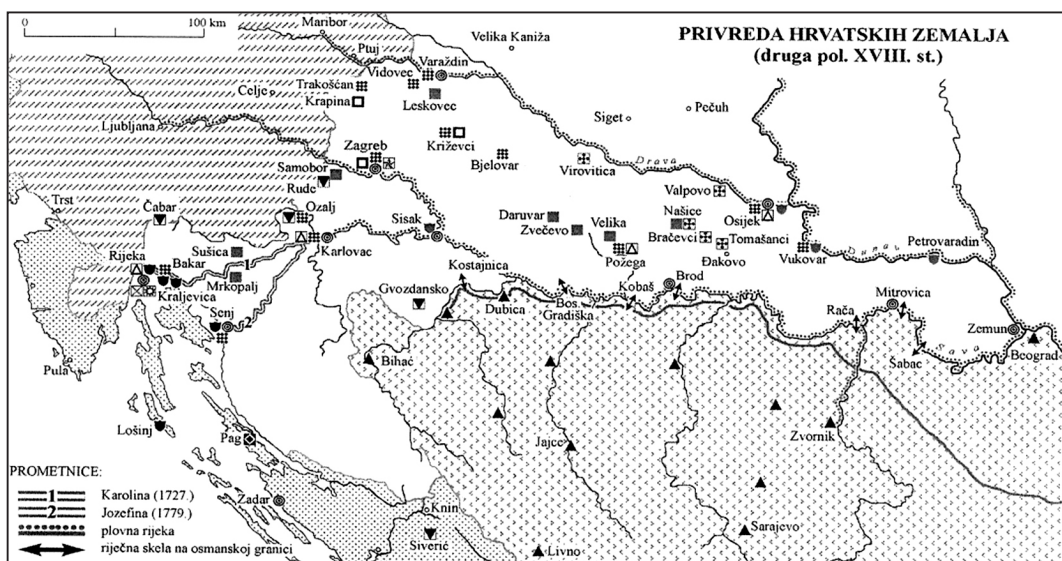 0 100 km
PRIVREDA HRVATSKIH ZEMALJA
(druga pol. XVIII. st.)
Maribor
Ptuj
Velika Kaniža
Varaždin
Vidovec
Trakošćan
Leskovec
Celje
Krapina
Pečuh
Siget
Ljubljana
Križevci
Zagreb
Bjelovar
Virovitica
Drava
Samobor
Rude
Valpovo
Trst
Čabar
Ozalj
Sisak
Daruvar
Velika
Našice
Osijek
Zvečevo
Bračevci
Tomašanci
Sušica
Karlovac
Požega
Đakovo
Vukovar
Dunav
Petrovaradin
Rijeka
Bakar
1
Mrkopalj
Kostajnica
Kobaš
Brod
Kraljevica
Gvozdansko
Dubica
Bos.
Gradiška
Mitrovica
Rača
Senj
2
Zemun
Beograd
Sava
Šabac
Pula
Bihać
Lošinj
Pag
Jajce
Zvornik
PROMETNICE:
1 Karolina (1727.)
2 Jozefina (1779.)
plovna rijeka
riječna skela na osmanskoj granici
Zadar
Knin
Siverić
Livno
Sarajevo